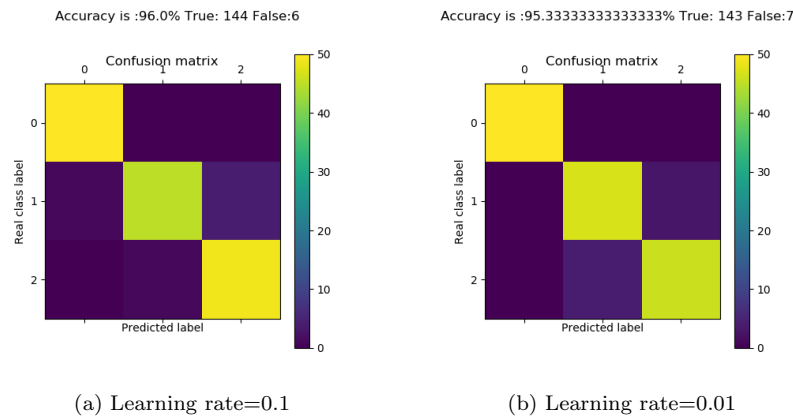 Accuracy is :96.0% True: 144 False:6
Confusion matrix
0 1 2
0
1
2
Real class label
Predicted label
50
40
30
20
10
0
(a) Learning rate=0.1
Accuracy is :95.33333333333333% True: 143 False:7
Confusion matrix
0 1 2
0
1
2
Real class label
Predicted label
50
40
30
20
10
0
(b) Learning rate=0.01